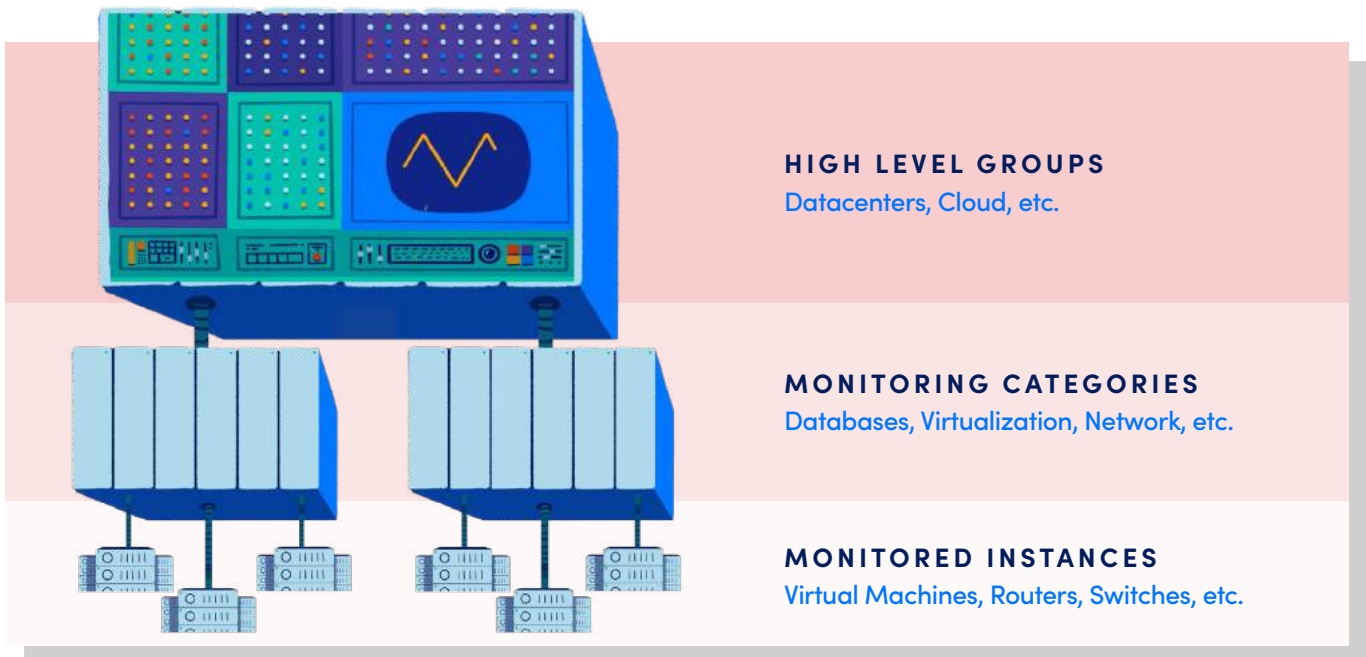 HIGH LEVEL GROUPS
Datacenters, Cloud, etc.
MONITORING CATEGORIES
Databases, Virtualization, Network, etc.
MONITORED INSTANCES
Virtual Machines, Routers, Switches, etc.